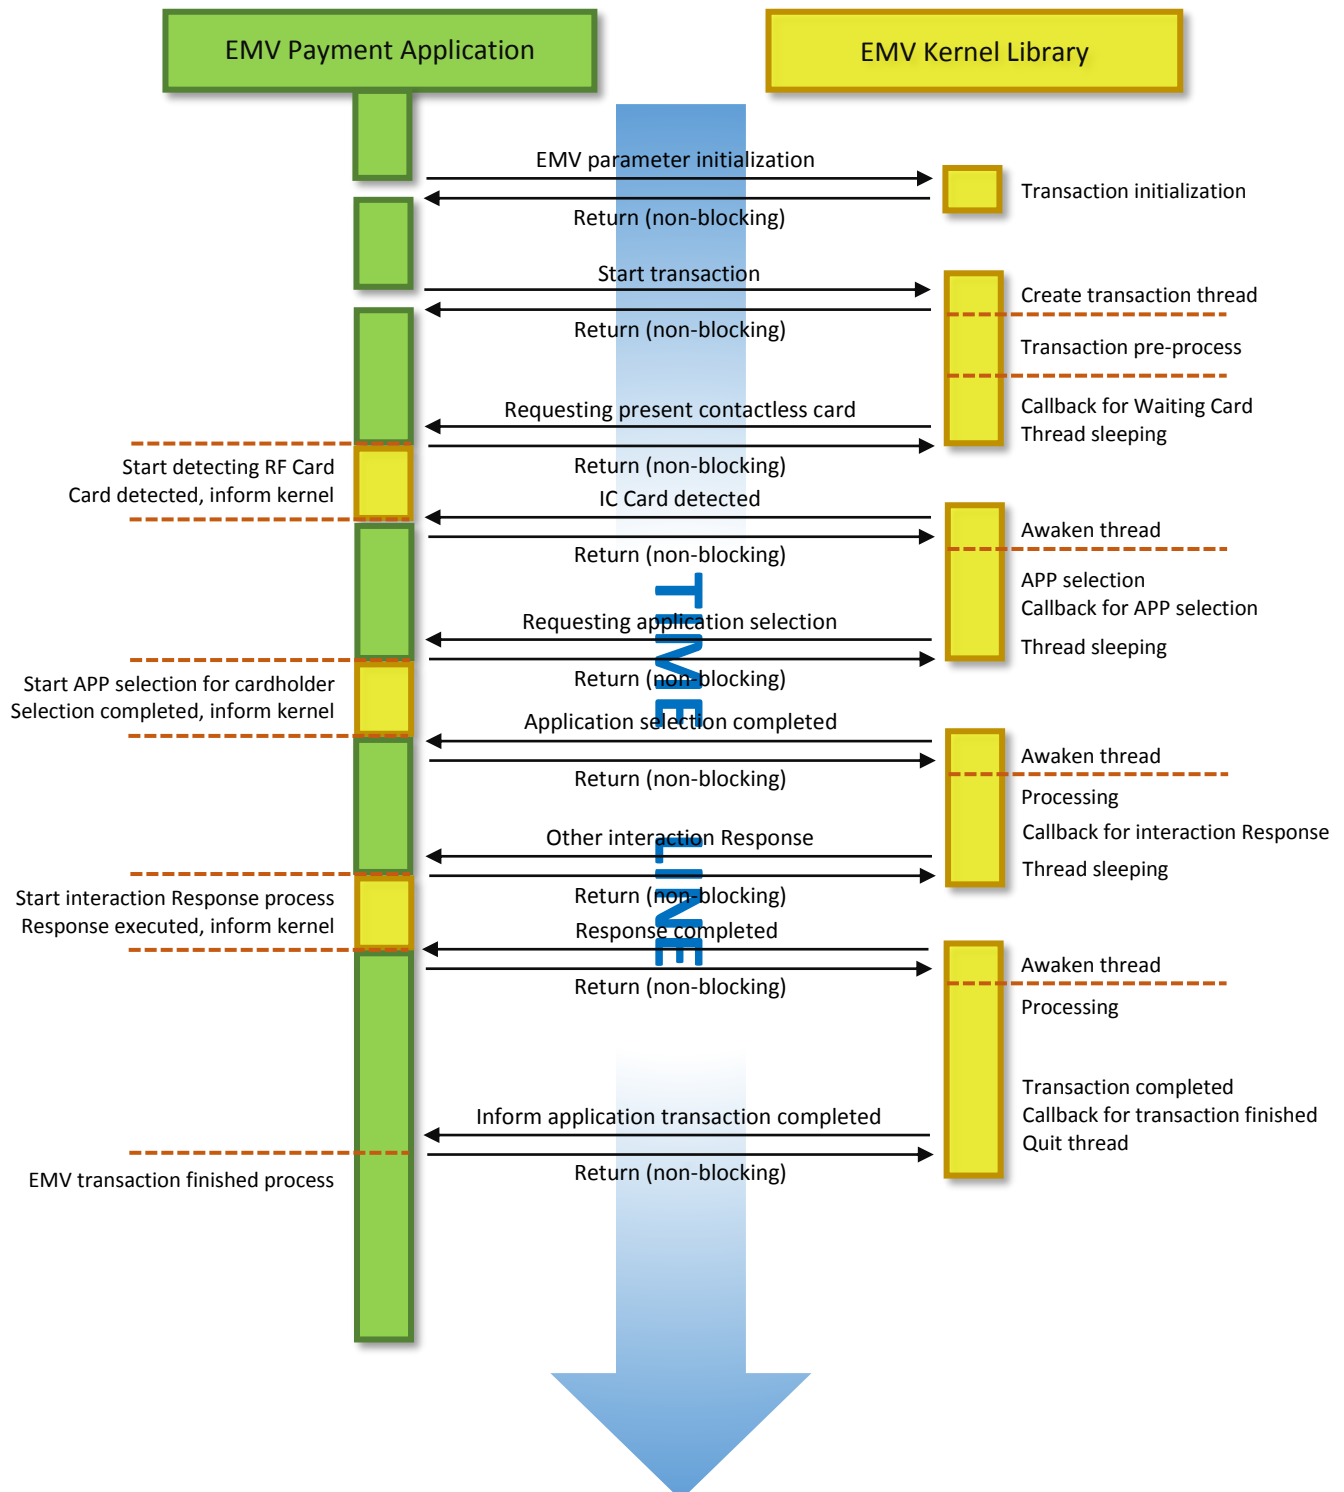 EMV Payment Application
EMV Kernel Library
EMV parameter initialization
Transaction initialization
Return (non-blocking)
Start transaction
Create transaction thread
Return (non-blocking)
Transaction pre-process
Requesting present contactless card
Callback for Waiting Card
Thread sleeping
Start detecting RF Card
Return (non-blocking)
Card detected, inform kernel
IC Card detected
Awaken thread
Return (non-blocking)
APP selection
Callback for APP selection
Requesting application selection
Thread sleeping
Return (non-blocking)
Start APP selection for cardholder
Selection completed, inform kernel
Application selection completed
Awaken thread
Return (non-blocking)
Processing
Other interaction Response
Callback for interaction Response
Thread sleeping
Return (non-blocking)
Start interaction Response process
Response executed, inform kernel
Response completed
Awaken thread
Return (non-blocking)
Processing
Transaction completed
Inform application transaction completed
Callback for transaction finished
Quit thread
Return (non-blocking)
EMV transaction finished process
TIME LINE